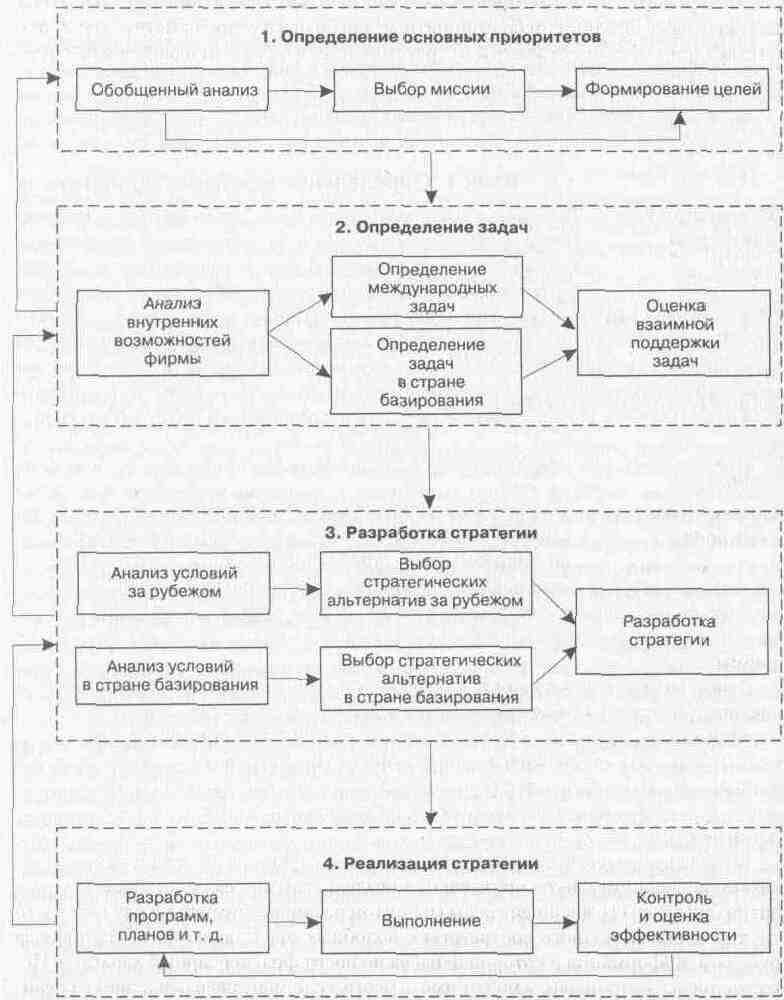 1. Определение основных приоритетов
Обобщенный анализ
Выбор миссии
Формирование целей
2. Определение задач
Анализ
внутренних
возможностей
фирмы
Определение
международных
задач
Определение
задач
в стране
базирования
Оценка
взаимной
поддержки
задач
3. Разработка стратегии
Анализ условий
за рубежом
Выбор
стратегических
альтернатив за рубежом
Анализ условий
в стране базирования
Выбор стратегических
альтернатив
в стране базирования
Разработка
стратегии
4. Реализация стратегии
Разработка
программ,
планов и т. д.
Выполнение
Контроль
и оценка
эффективности